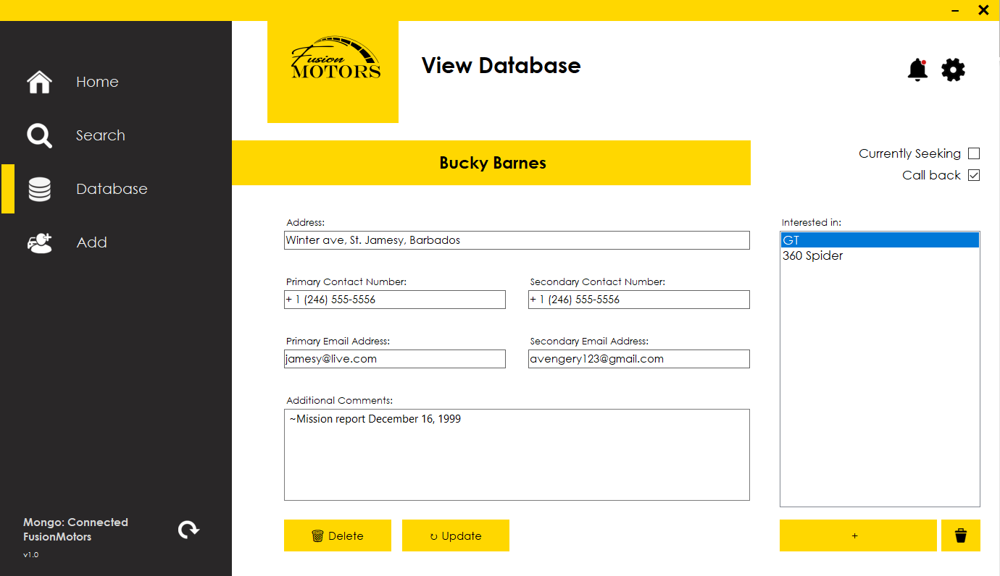 Fusion
MOTORS
View Database
Home
Search
Database
Add
Mongo: Connected
FusionMotors
v1.0
Bucky Barnes
Currently Seeking
Call back
Address:
Winter ave, St. Jamesy, Barbados
Primary Contact Number:
+ 1 (246) 555-5556
Secondary Contact Number:
+ 1 (246) 555-5556
Primary Email Address:
jamesy@live.com
Secondary Email Address:
avengery123@gmail.com
Additional Comments:
~Mission report December 16, 1999
Delete
↻ Update
Interested in:
GT
360 Spider
+